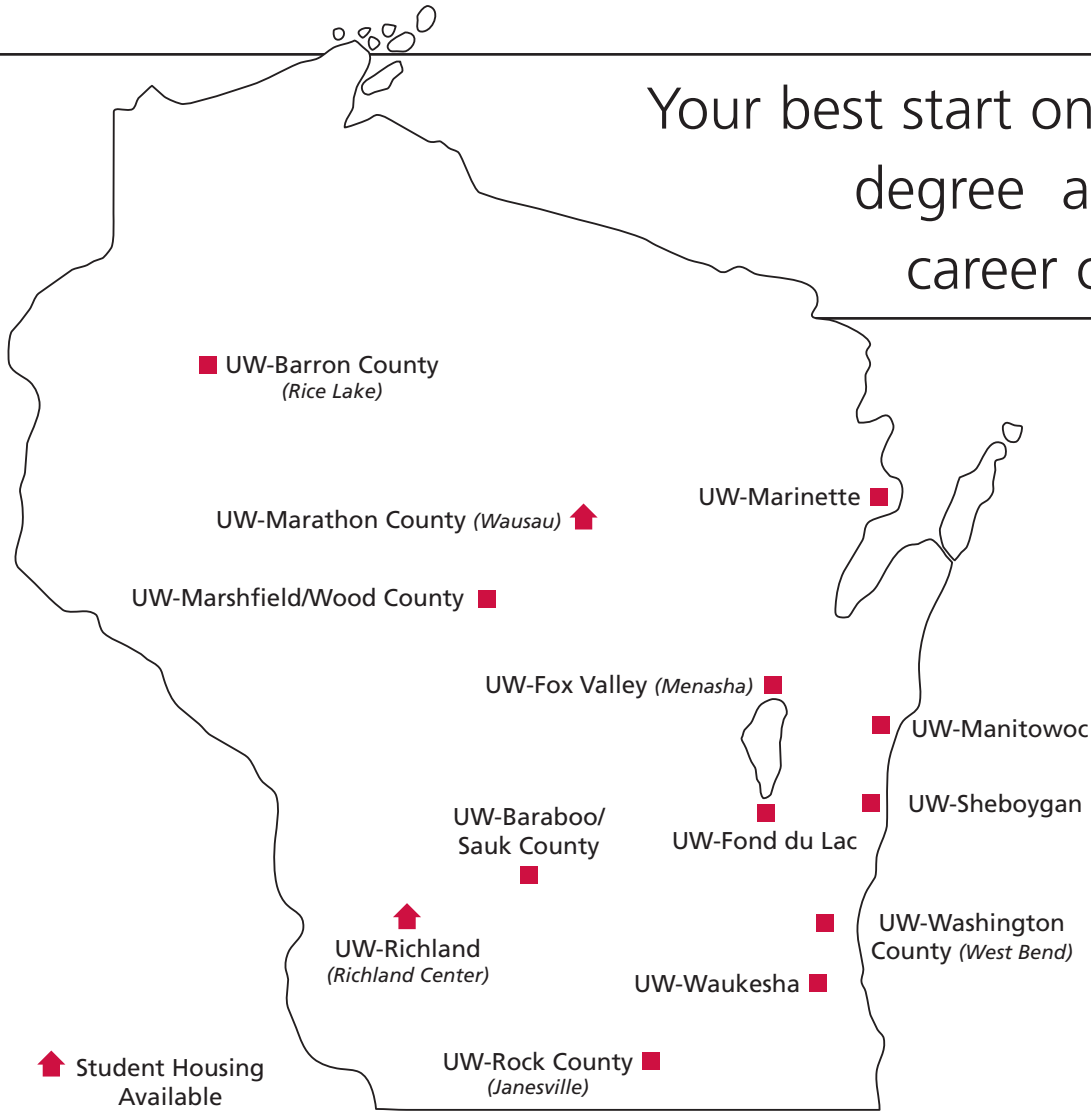 Your best start on
degree a
career
UW-Barron County
(Rice Lake)
UW-Marinette
UW-Marathon County (Wausau)
UW-Marshfield/Wood County
UW-Fox Valley (Menasha)
UW-Manitowoc
UW-Sheboygan
UW-Baraboo/
Sauk County
UW-Fond du Lac
UW-Richland
(Richland Center)
UW-Washington
County (West Bend)
UW-Waukesha
UW-Rock County
(Janesville)
Student Housing
Available